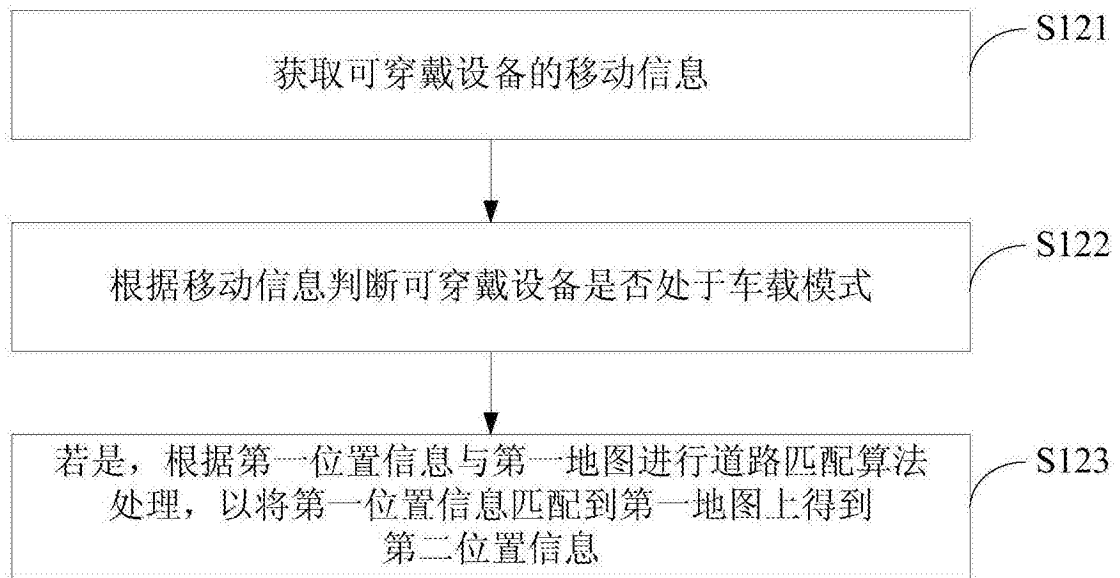 获取可穿戴设备的移动信息
S121
根据移动信息判断可穿戴设备是否处于车载模式
S122
若是，根据第一位置信息与第一地图进行道路匹配算法
处理，以将第一位置信息匹配到第一地图上得到
第二位置信息
S123